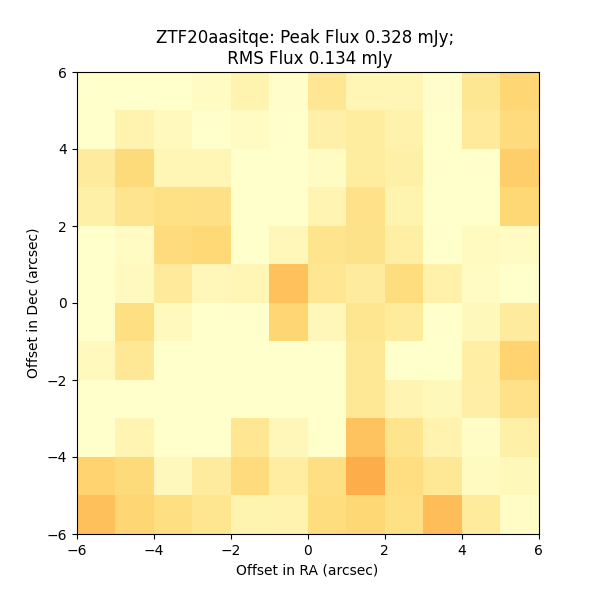 ZTF20aasitqe: Peak Flux 0.328 mJy;
RMS Flux 0.134 mJy
6
4
2
0
−2
−4
−6
Offset in Dec (arcsec)
−6 −4 −2 0 2 4 6
Offset in RA (arcsec)